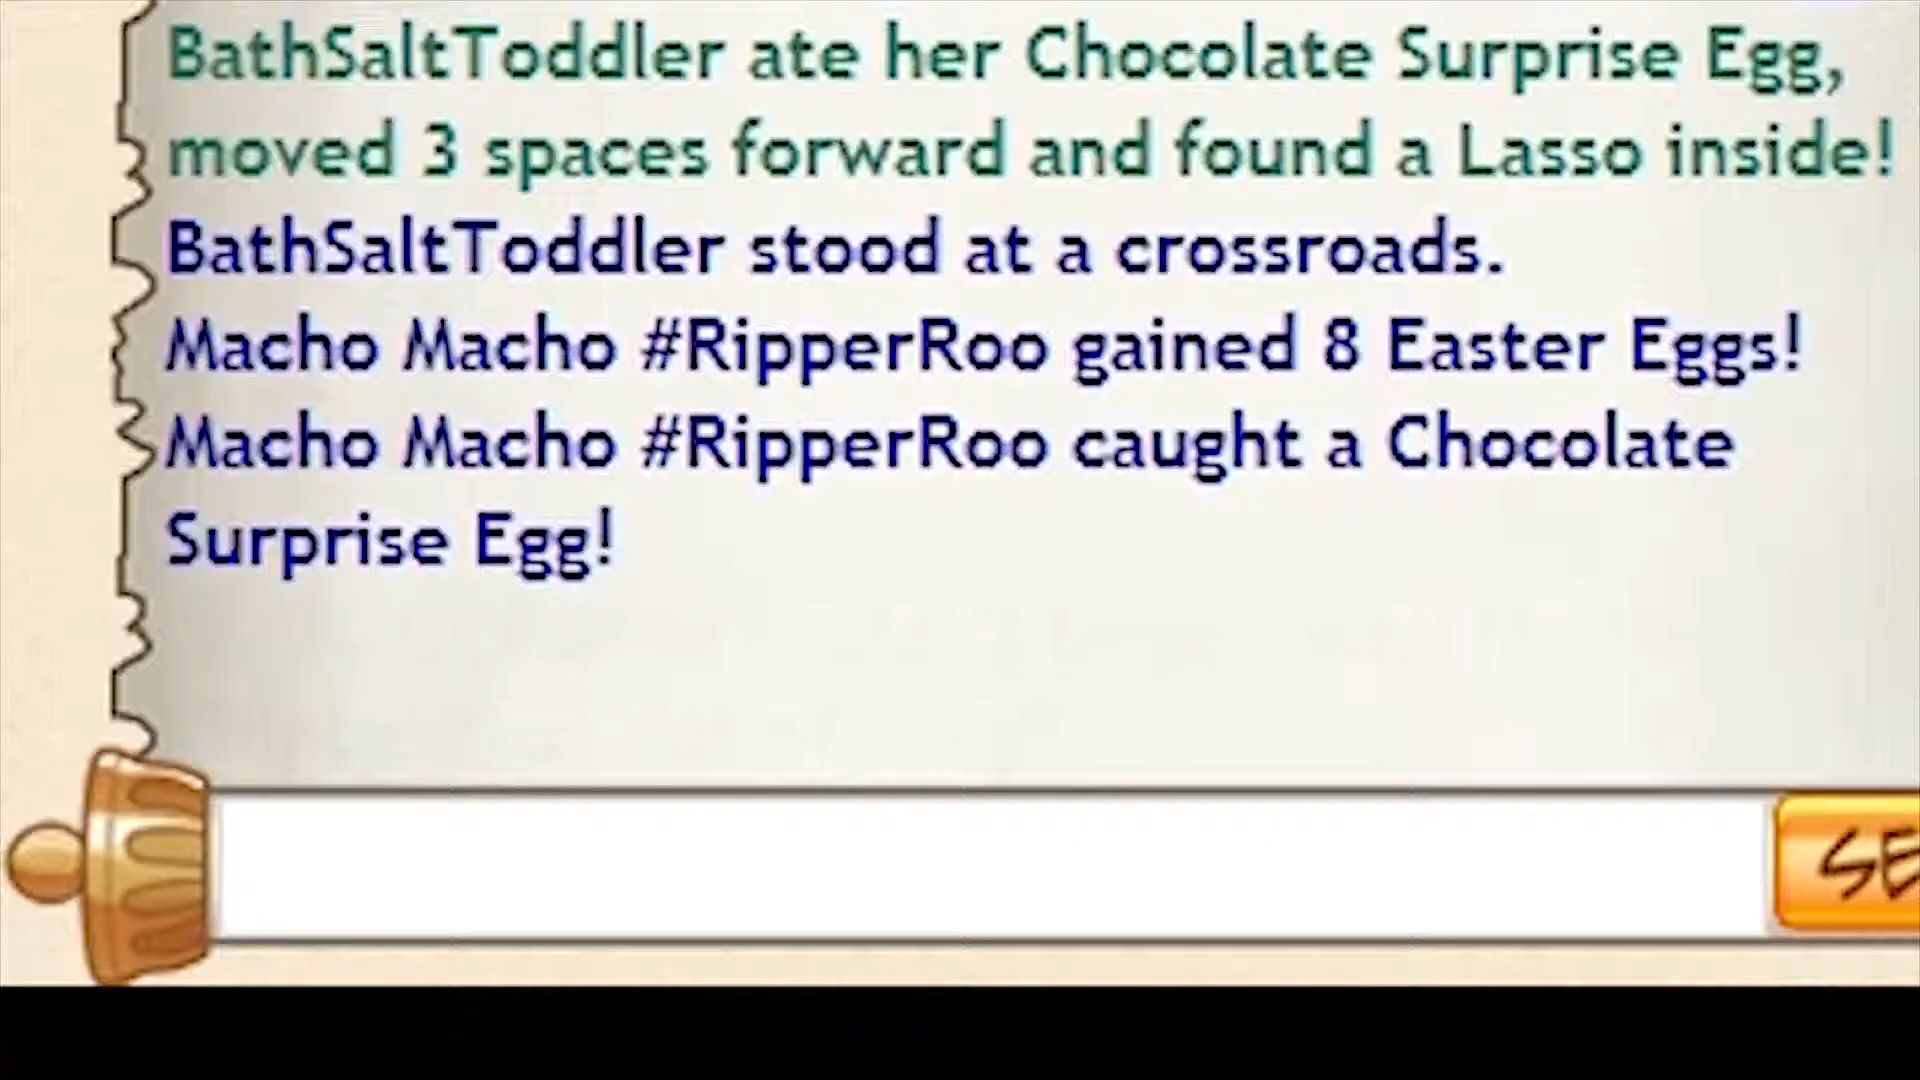 BathSaltToddler ate her Chocolate Surprise Egg,
moved 3 spaces forward and found a Lasso inside!
BathSaltToddler stood at a crossroads.
Macho Macho #RipperRoo gained 8 Easter Eggs!
Macho Macho #RipperRoo caught a Chocolate
Surprise Egg!
SE